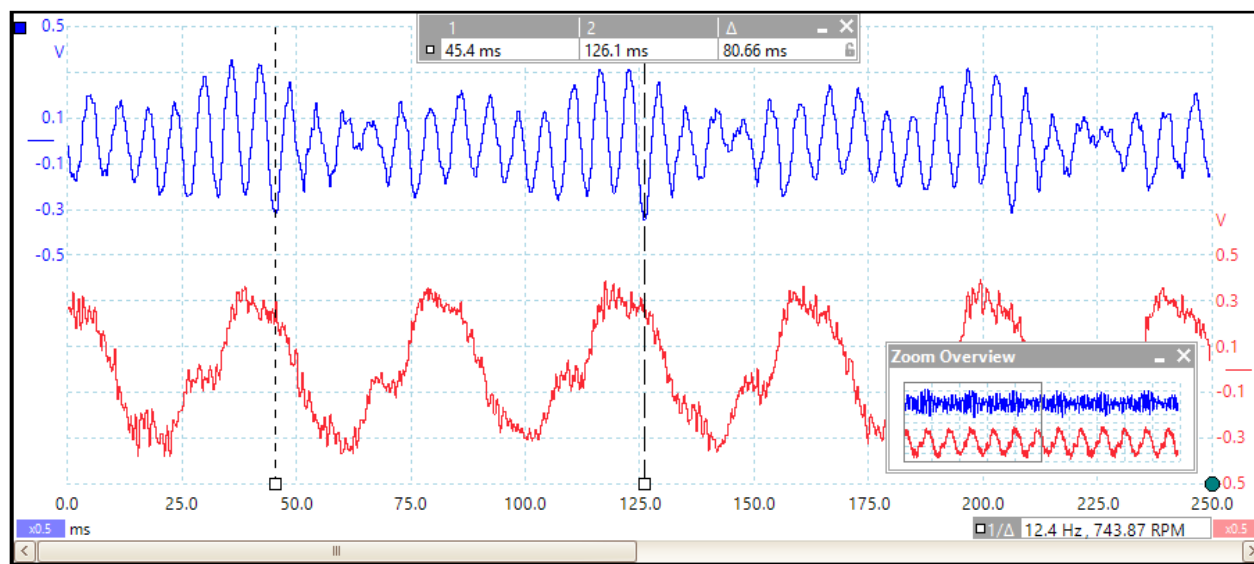 1 2 Δ
45.4 ms 126.1 ms 80.66 ms
0.5
V
0.1
-0.1
-0.3
-0.5
V
0.5
0.3
0.1
-0.1
-0.3
0.5
Zoom Overview
0.0 25.0 50.0 75.0 100.0 125.0 150.0 175.0 200.0 225.0 250.0
x0.5 ms 1/Δ 12.4 Hz , 743.87 RPM x0.5